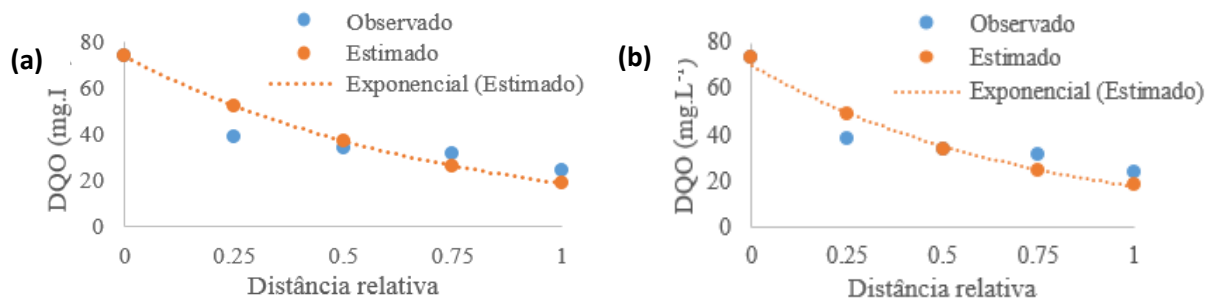 (a)
DQO (mg.l
80
60
40
20
0
0
0.25
0.5
0.75
1
Distância relativa
Observado
Estimado
Exponencial (Estimado)
(b)
DQO (mg.L⁻¹)
80
60
40
20
0
0
0.25
0.5
0.75
1
Distância relativa
Observado
Estimado
Exponencial (Estimado)